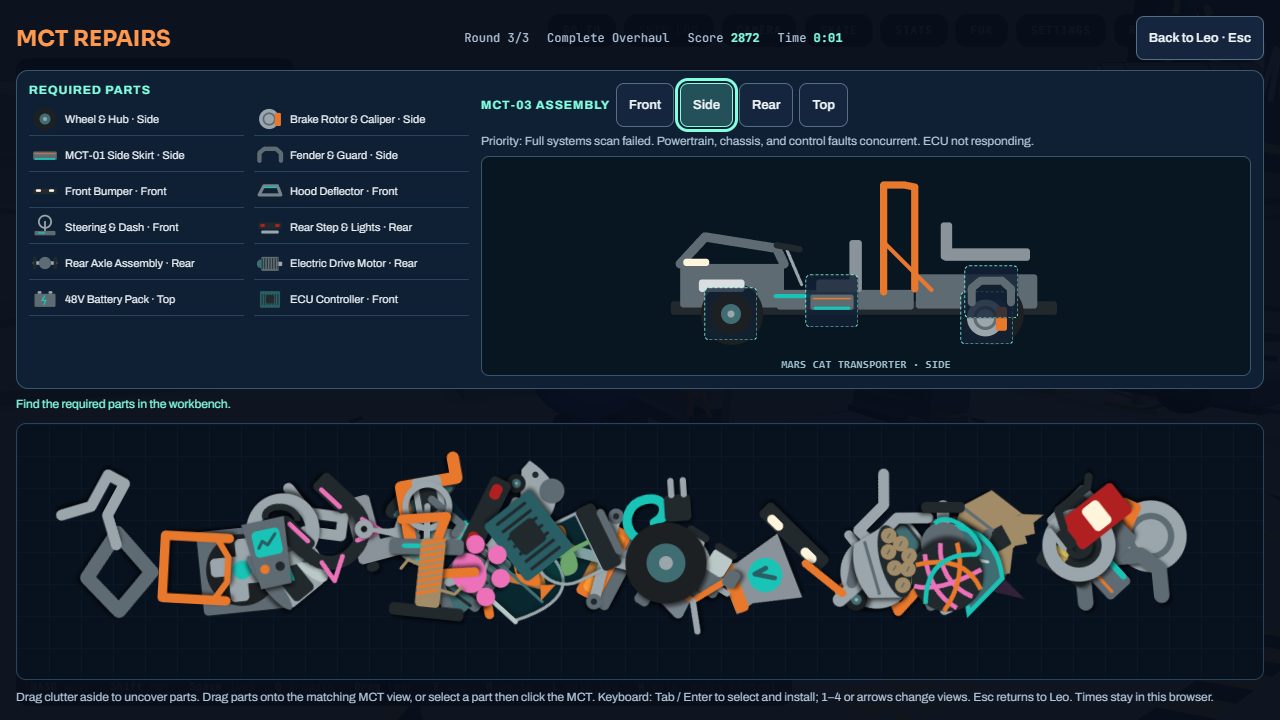 MCT REPAIRS
Round 3/3 Complete Overhaul Score 2872 Time 0:01
Back to Leo · Esc
REQUIRED PARTS
Wheel & Hub · Side
Brake Rotor & Caliper · Side
MCT-01 Side Skirt · Side
Fender & Guard · Side
Front Bumper · Front
Hood Deflector · Front
Steering & Dash · Front
Rear Step & Lights · Rear
Rear Axle Assembly · Rear
Electric Drive Motor · Rear
48V Battery Pack · Top
ECU Controller · Front
MCT-03 ASSEMBLY
Front
Side
Rear
Top
Priority: Full systems scan failed. Powertrain, chassis, and control faults concurrent. ECU not responding.
MARS CAT TRANSPORTER · SIDE
Find the required parts in the workbench.
Drag clutter aside to uncover parts. Drag parts onto the matching MCT view, or select a part then click the MCT. Keyboard: Tab / Enter to select and install; 1–4 or arrows change views. Esc returns to Leo. Times stay in this browser.
STATS
SETTINGS